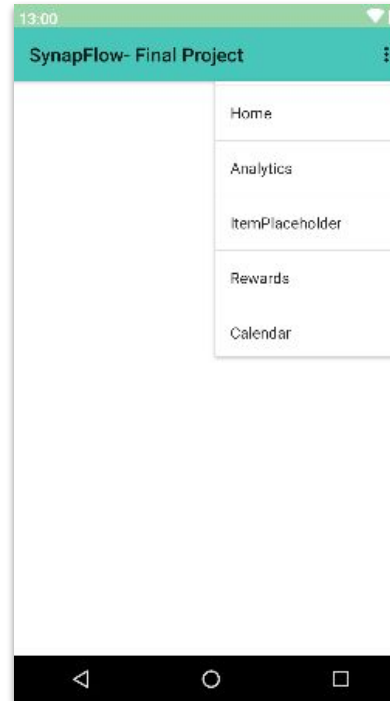 13:00
SynapFlow- Final Project
Home
Analytics
ItemPlaceholder
Rewards
Calendar